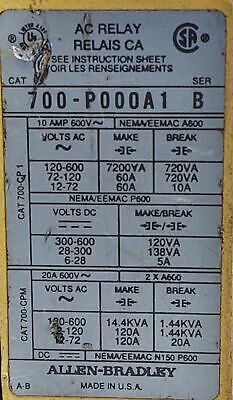 AC RELAY
RELAIS CA
SEE INSTRUCTION SHEET
VOIR LES RENSEIGNEMENTS
CAT SER
700-P000A1 B
10 AMP 600V~ NEMA/EEMAC A600
VOLTS AC MAKE BREAK
120-600 7200VA 720VA
72-120 60A 720VA
12-72 60A 10A
CAT 700-CP1
NEMA/EEMAC P600
VOLTS DC MAKE/BREAK
300-600 120VA
28-300 138VA
6-28 5A
20A 600V~ 2 X A600
VOLTS AC MAKE BREAK
120-600 14.4KVA 1.44KVA
72-120 120A 1.44KVA
12-72 120A 20A
CAT 700-CPM
DC NEMA/EEMAC N150 P600
ALLEN-BRADLEY
A-B MADE IN U.S.A.